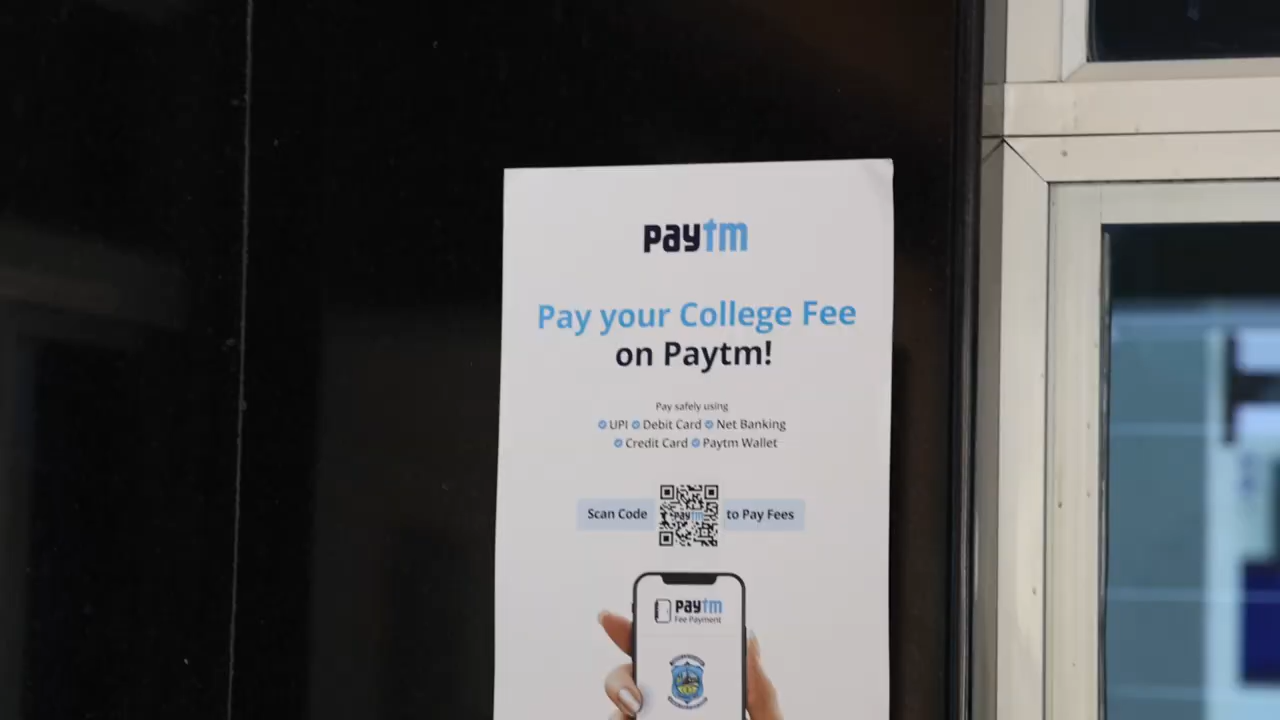 paytm
Pay your College Fee
on Paytm!
Pay safely using
UPI Debit Card Net Banking
Credit Card Paytm Wallet
Scan Code paytm to Pay Fees
paytm
Fee Payment